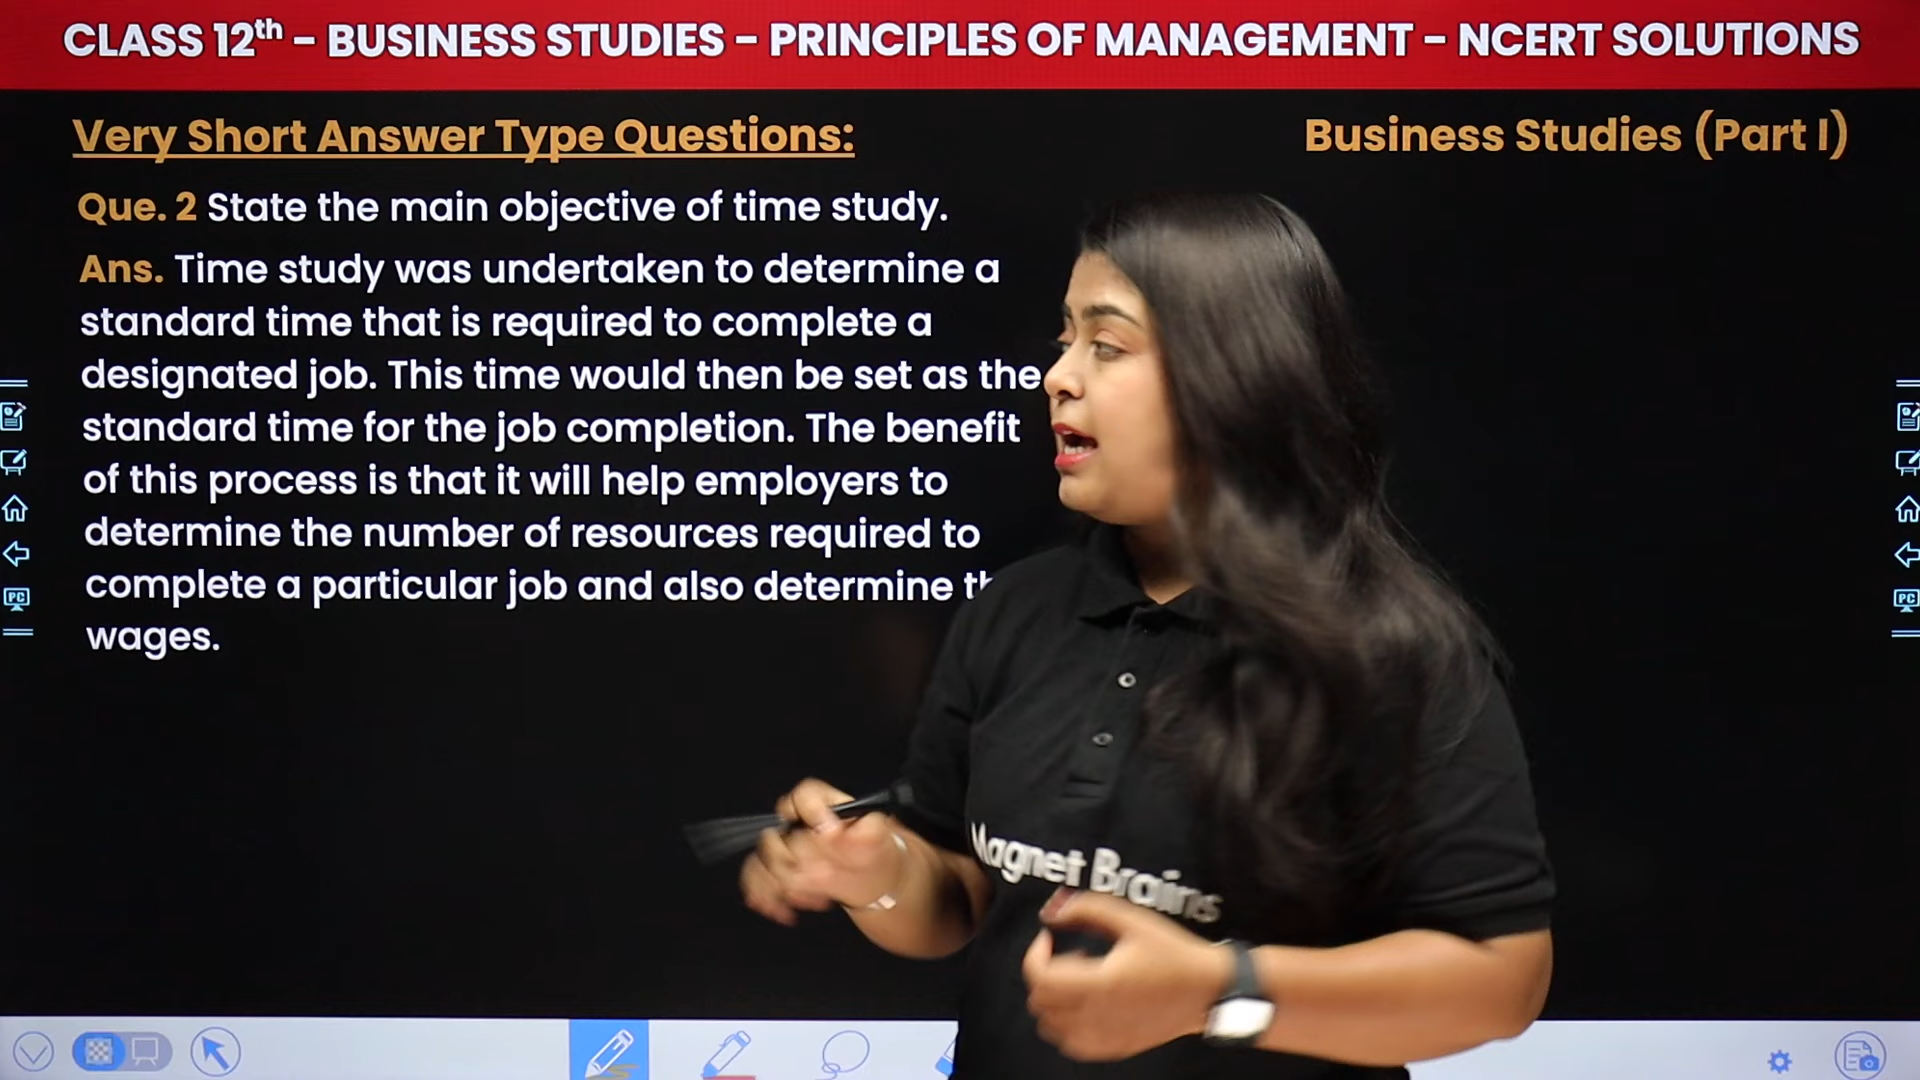 CLASS 12th – BUSINESS STUDIES – PRINCIPLES OF MANAGEMENT – NCERT SOLUTIONS
Very Short Answer Type Questions:
Business Studies (Part I)
Que. 2 State the main objective of time study.
Ans. Time study was undertaken to determine a
standard time that is required to complete a
designated job. This time would then be set as the
standard time for the job completion. The benefit
of this process is that it will help employers to
determine the number of resources required to
complete a particular job and also determine
wages.
Magnet Brains
PC
PC